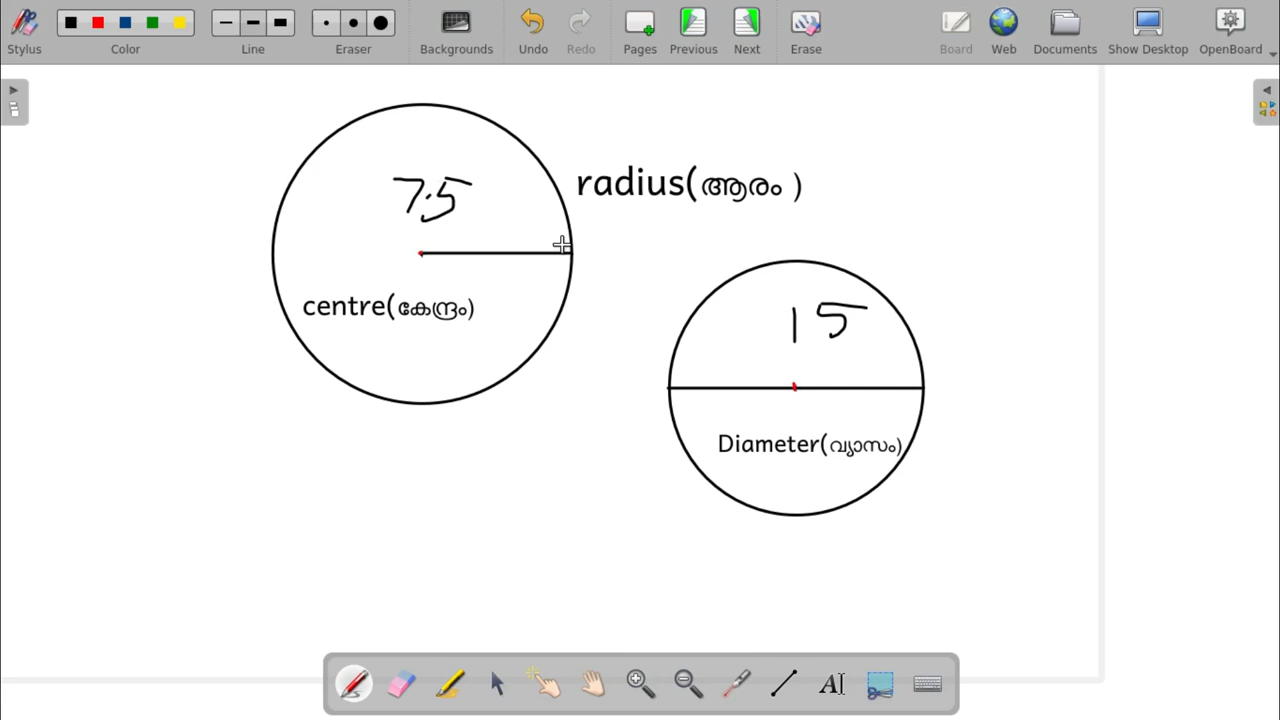 Stylus
Color
Line
Eraser
Backgrounds
Undo
Redo
Pages
Previous
Next
Erase
Board
Web
Documents
Show Desktop
OpenBoard
7.5
radius(ആരം )
centre(കേന്ദ്രം)
15
Diameter(വ്യാസം)